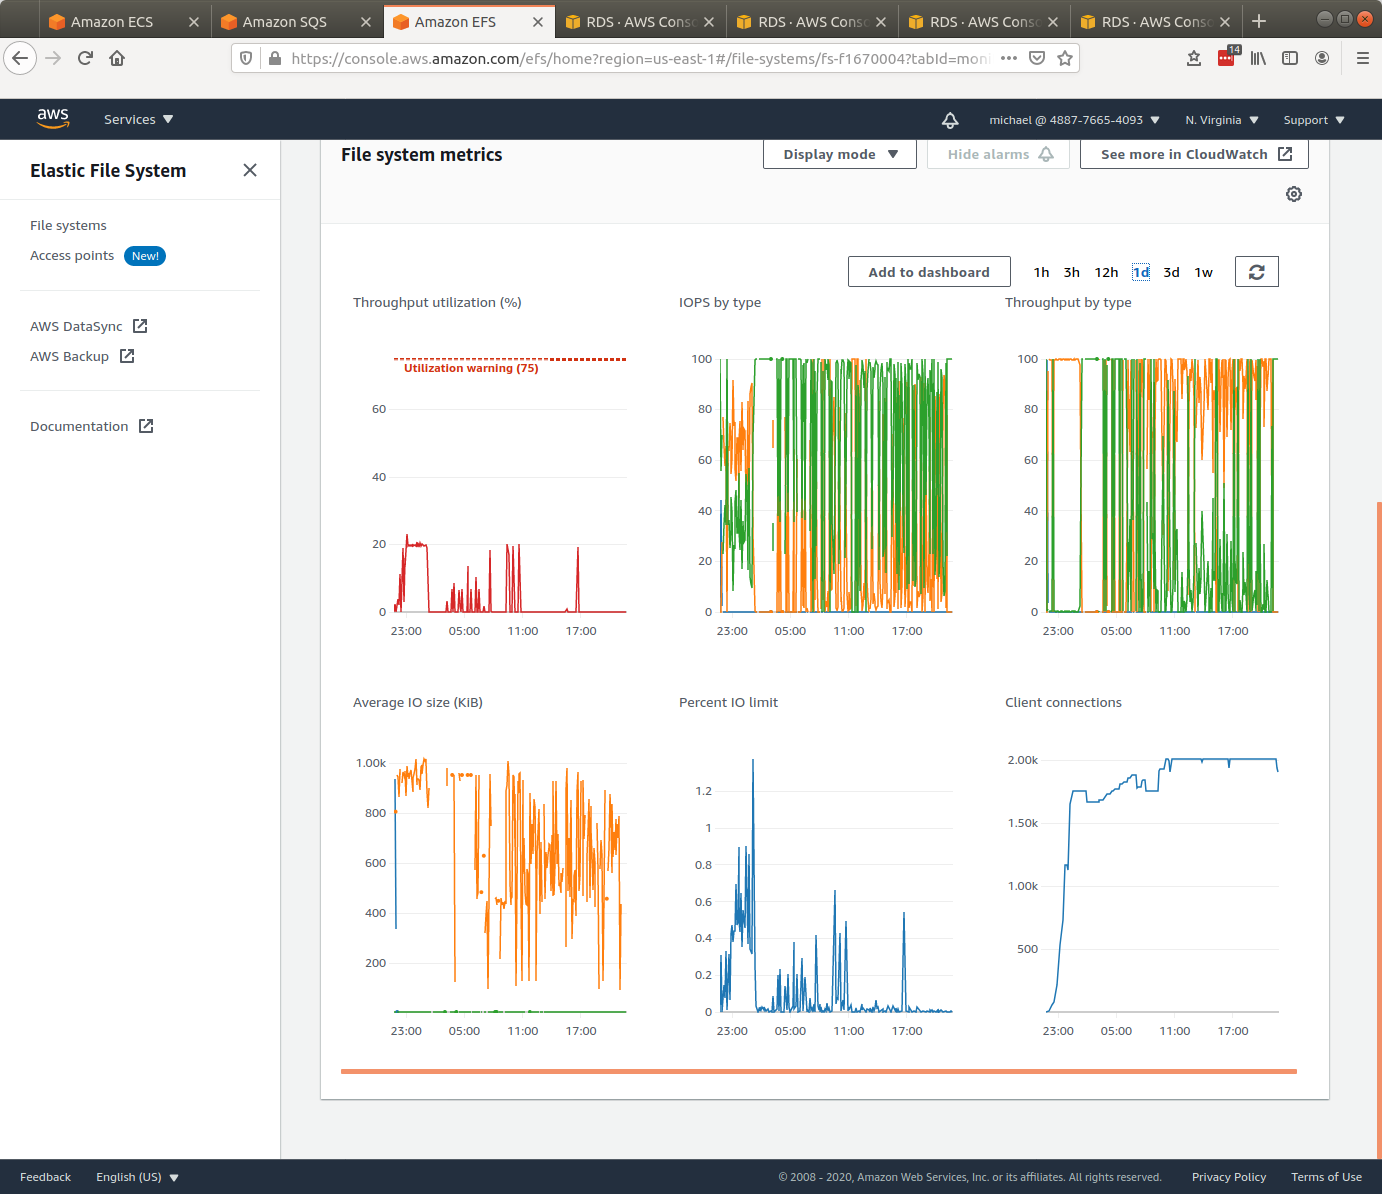 Amazon ECS
Amazon SQS
Amazon EFS
RDS · AWS Conso
RDS · AWS Conso
RDS · AWS Conso
RDS · AWS Conso
https://console.aws.amazon.com/efs/home?region=us-east-1#/file-systems/fs-f1670004?tabId=moni
14
aws
Services
michael @ 4887-7665-4093
N. Virginia
Support
Elastic File System
File systems
Access points New!
AWS DataSync
AWS Backup
Documentation
File system metrics
Display mode
Hide alarms
See more in CloudWatch
Add to dashboard
1h 3h 12h 1d 3d 1w
Throughput utilization (%)
Utilization warning (75)
60
40
20
0
23:00 05:00 11:00 17:00
IOPS by type
100
80
60
40
20
0
23:00 05:00 11:00 17:00
Throughput by type
100
80
60
40
20
0
23:00 05:00 11:00 17:00
Average IO size (KIB)
1.00k
800
600
400
200
23:00 05:00 11:00 17:00
Percent IO limit
1.2
1
0.8
0.6
0.4
0.2
0
23:00 05:00 11:00 17:00
Client connections
2.00k
1.50k
1.00k
500
23:00 05:00 11:00 17:00
Feedback
English (US)
© 2008 - 2020, Amazon Web Services, Inc. or its affiliates. All rights reserved.
Privacy Policy
Terms of Use